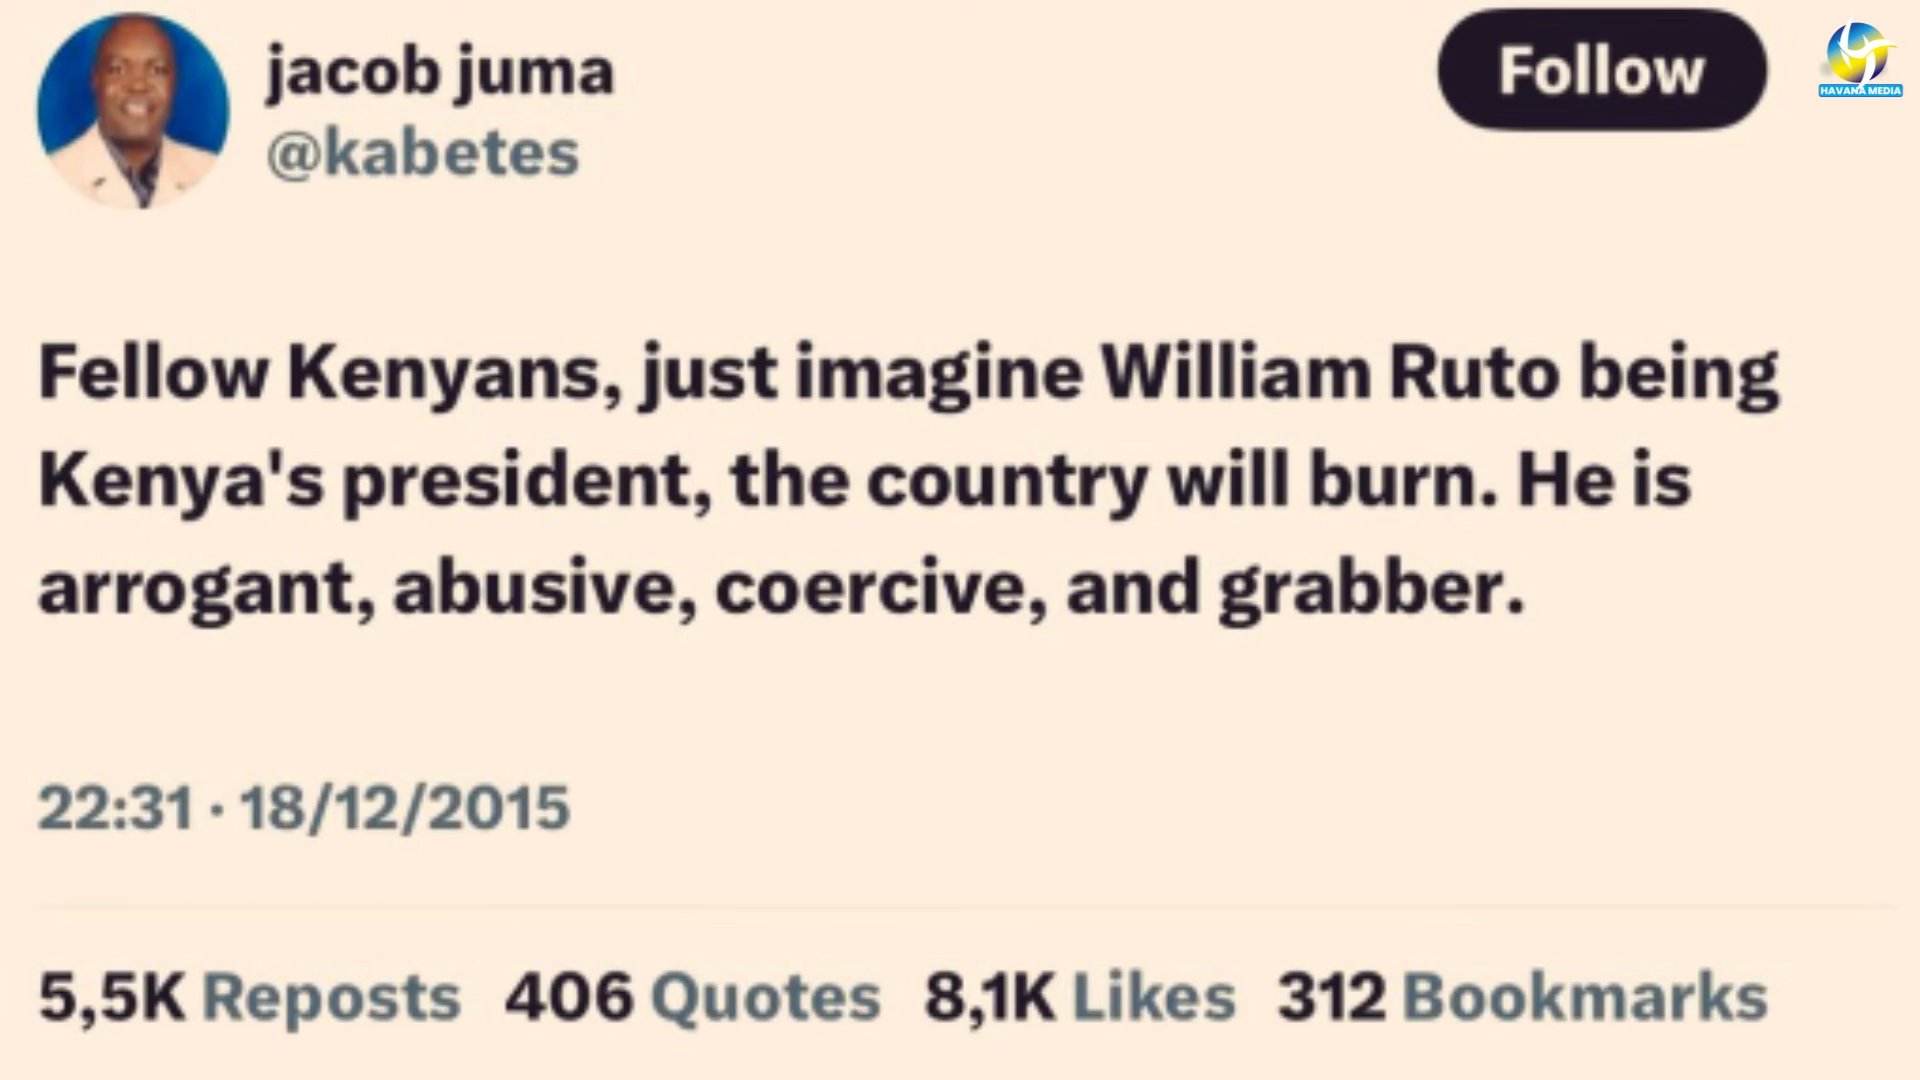 jacob juma
@kabetes
Follow
HAVANA MEDIA
Fellow Kenyans, just imagine William Ruto being
Kenya's president, the country will burn. He is
arrogant, abusive, coercive, and grabber.
22:31 · 18/12/2015
5,5K Reposts 406 Quotes 8,1K Likes 312 Bookmarks